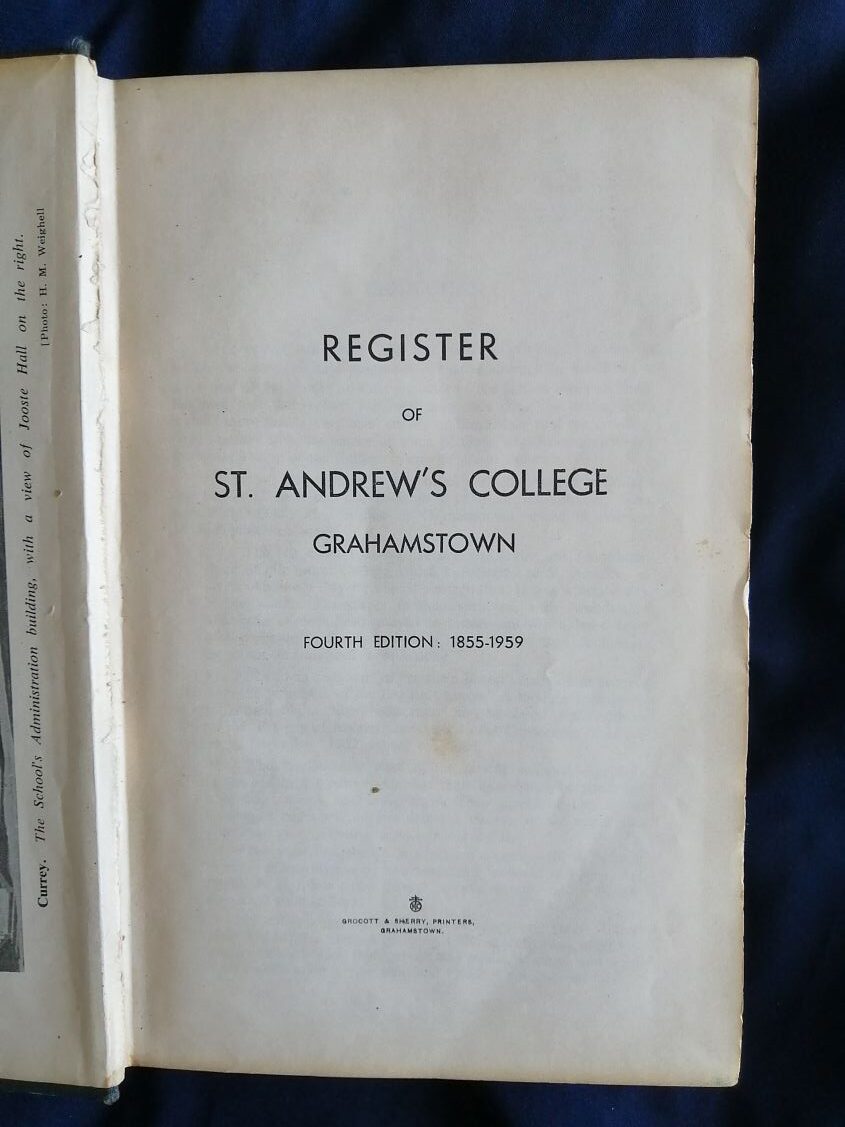 Currey. The School's Administration building, with a view of Jooste Hall on the right.
[Photo: H. M. Weighell
REGISTER
OF
ST. ANDREW'S COLLEGE
GRAHAMSTOWN
FOURTH EDITION: 1855-1959
GROCOTT & SHERRY, PRINTERS,
GRAHAMSTOWN.